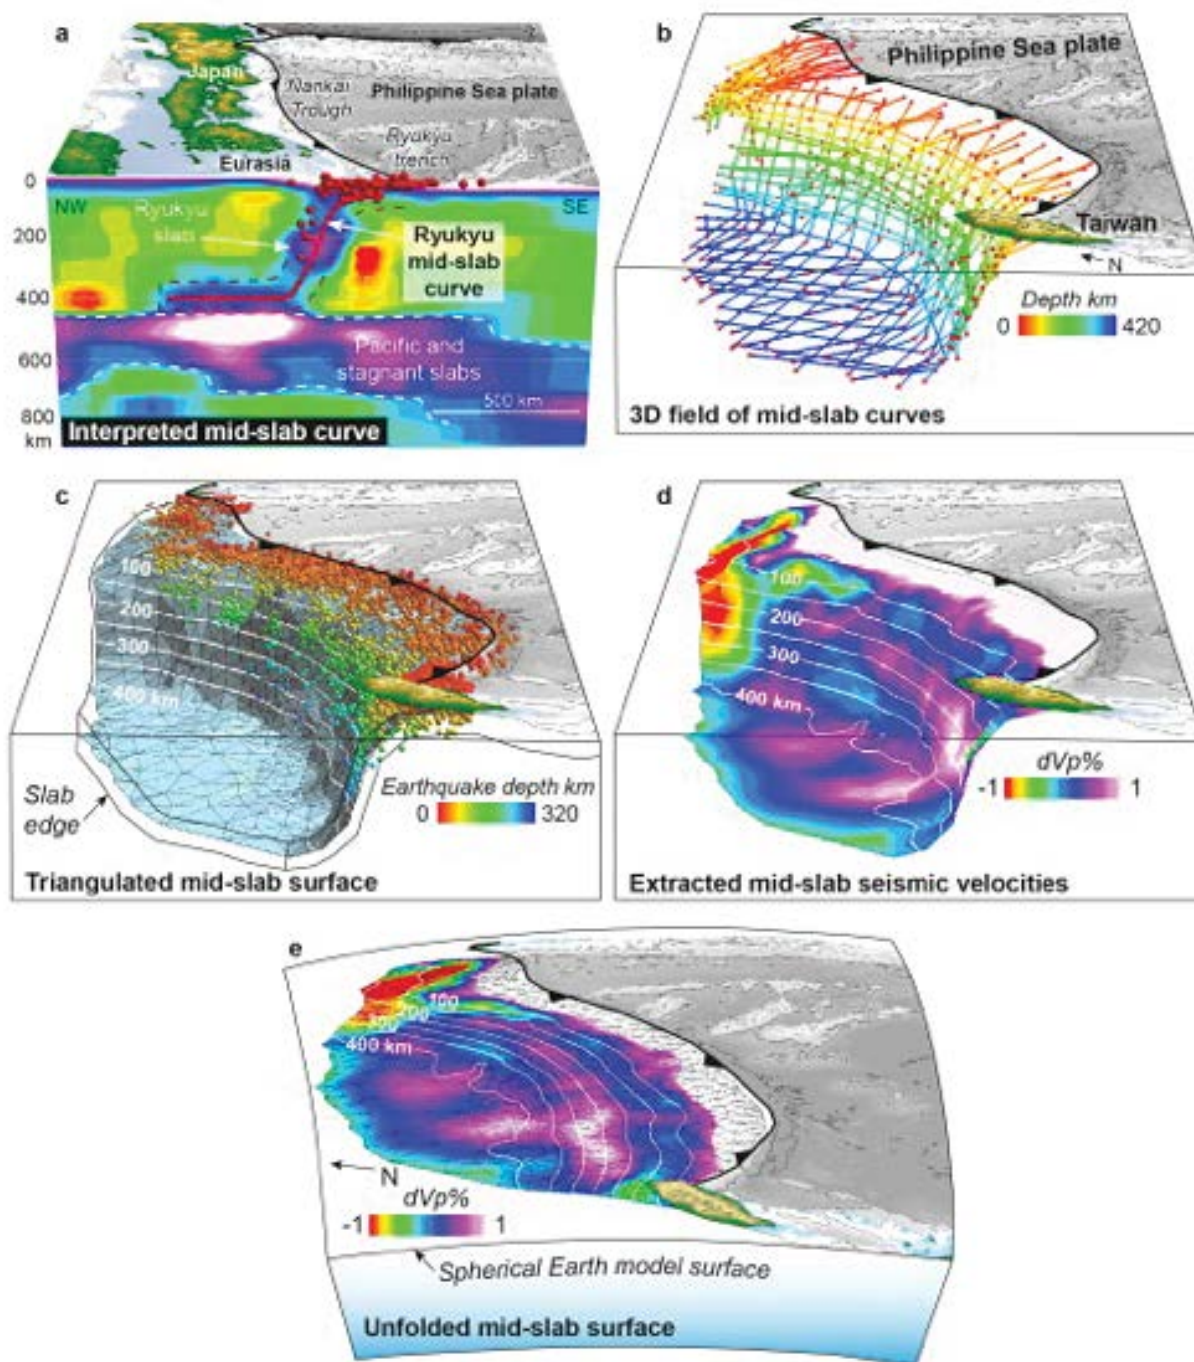 a
Japan
Nankai
Trough
Philippine Sea plate
Ryukyu
trench
Eurasia
0
NW
SE
Ryukyu
slab
200
Ryukyu
mid-slab
curve
400
600
Pacific and
stagnant slabs
500 km
800
km
Interpreted mid-slab curve
b
Philippine Sea plate
Taiwan
N
Depth km
0
420
3D field of mid-slab curves
c
100
200
300
400 km
Slab
edge
Earthquake depth km
0
320
Triangulated mid-slab surface
d
100
200
300
400 km
dVp%
-1
1
Extracted mid-slab seismic velocities
e
100
200
300
400 km
N
dVp%
-1
1
Spherical Earth model surface
Unfolded mid-slab surface